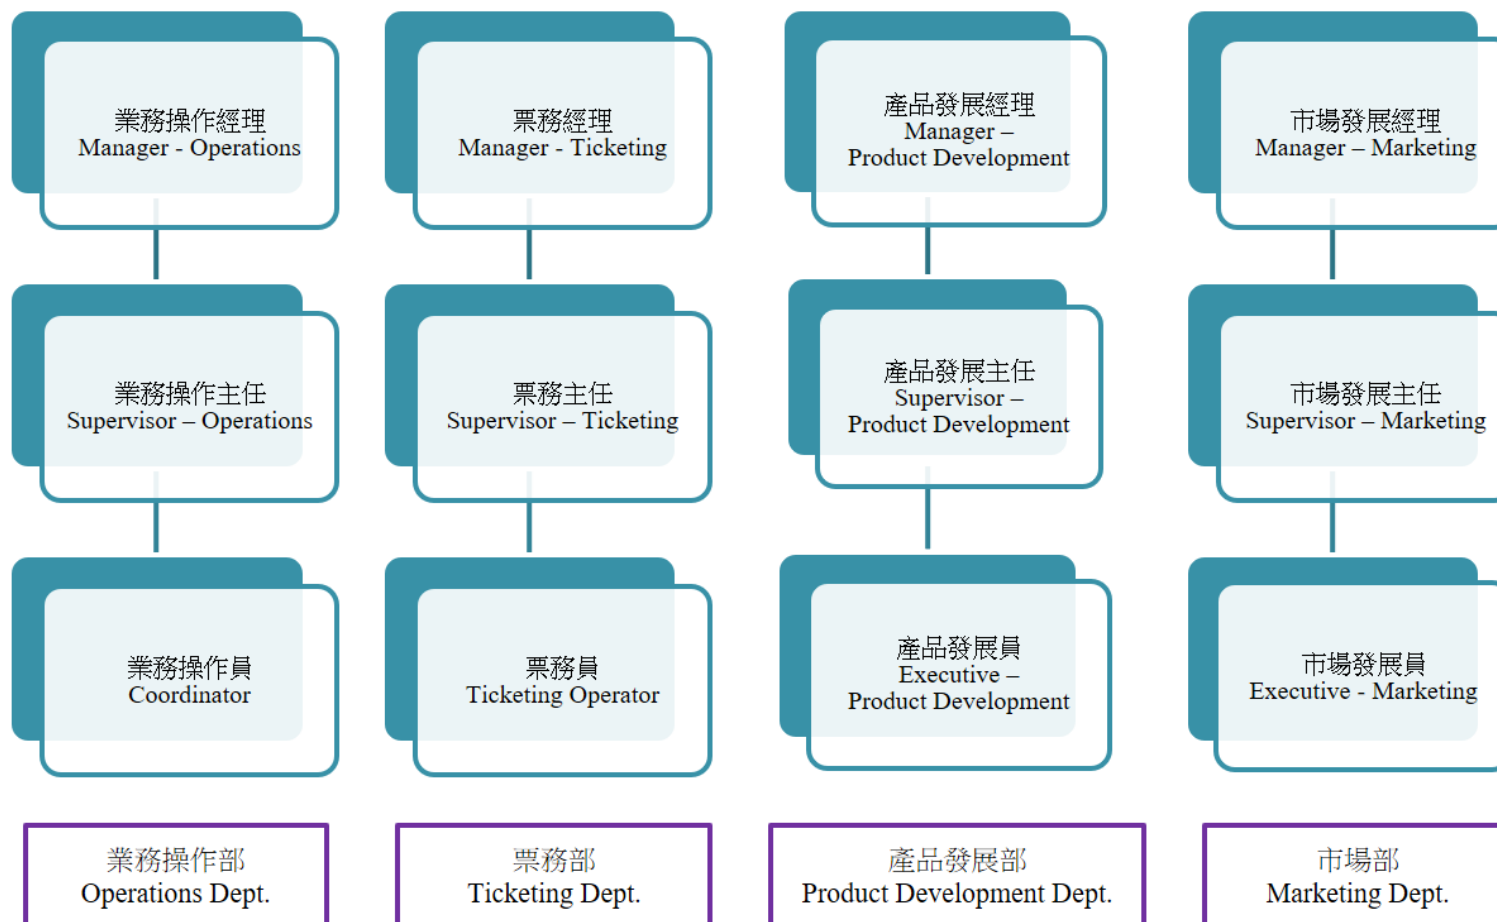 業務操作經理
Manager - Operations
票務經理
Manager - Ticketing
產品發展經理
Manager –
Product Development
市場發展經理
Manager – Marketing
業務操作主任
Supervisor – Operations
票務主任
Supervisor – Ticketing
產品發展主任
Supervisor –
Product Development
市場發展主任
Supervisor – Marketing
業務操作員
Coordinator
票務員
Ticketing Operator
產品發展員
Executive –
Product Development
市場發展員
Executive - Marketing
業務操作部
Operations Dept.
票務部
Ticketing Dept.
產品發展部
Product Development Dept.
市場部
Marketing Dept.